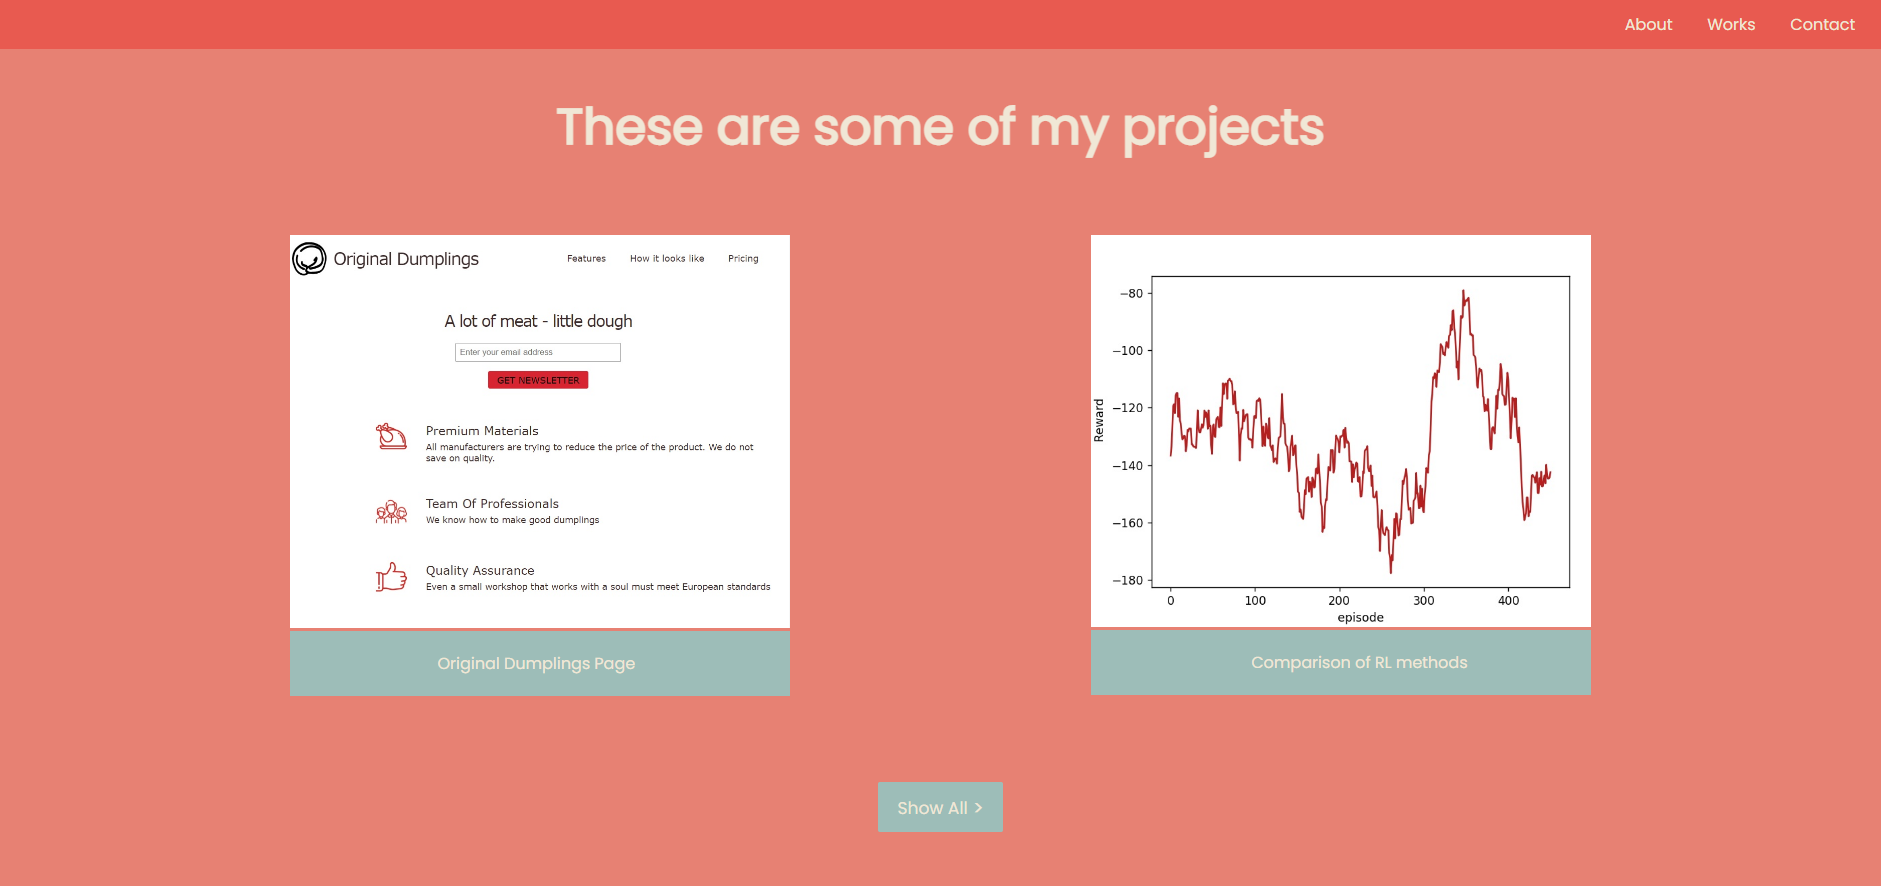 About Works Contact
These are some of my projects
Original Dumplings Features How it looks like Pricing
A lot of meat - little dough
Enter your email address
GET NEWSLETTER
Premium Materials
All manufacturers are trying to reduce the price of the product. We do not
save on quality.
Team Of Professionals
We know how to make good dumplings
Quality Assurance
Even a small workshop that works with a soul must meet European standards
Original Dumplings Page
Reward
−80
−100
−120
−140
−160
−180
0 100 200 300 400
episode
Comparison of RL methods
Show All >